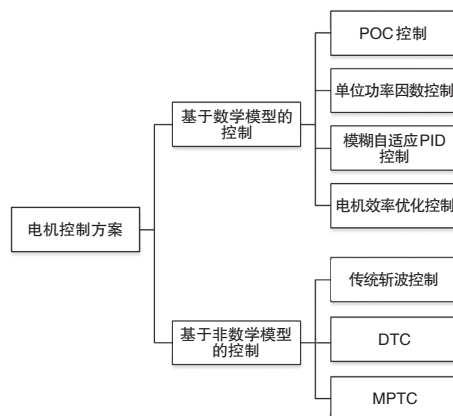 POC控制
单位功率因数控制
基于数学模型的
控制
模糊自适应PID
控制
电机效率优化控制
电机控制方案
传统斩波控制
基于非数学模型
的控制
DTC
MPTC